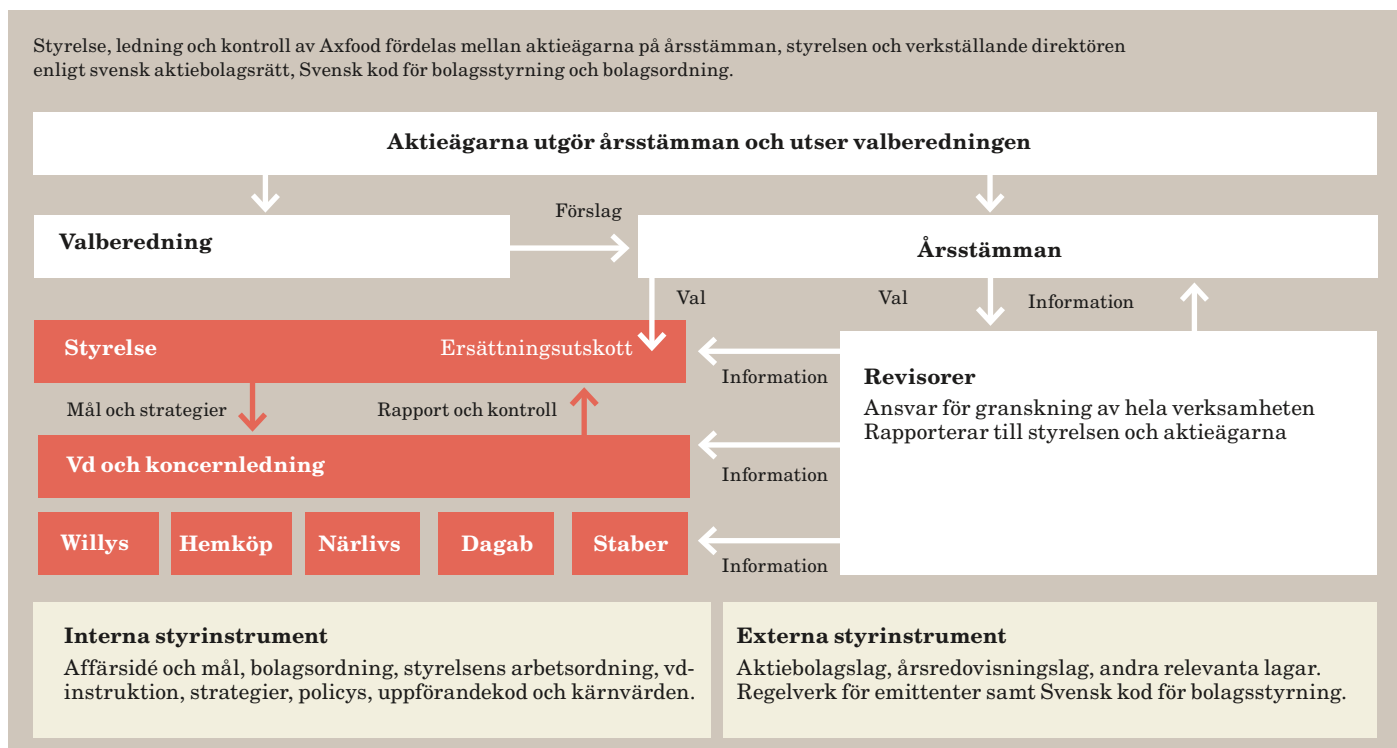 Styrelse, ledning och kontroll av Axfood fördelas mellan aktieägarna på årsstämman, styrelsen och verkställande direktören
enligt svensk aktiebolagsrätt, Svensk kod för bolagsstyrning och bolagsordning.
Aktieägarna utgör årsstämman och utser valberedningen
Valberedning
Förslag
Årsstämman
Val
Val
Information
Styrelse
Ersättningsutskott
Information
Mål och strategier
Rapport och kontroll
Vd och koncernledning
Information
Willys
Hemköp
Närlivs
Dagab
Staber
Information
Revisorer
Ansvar för granskning av hela verksamheten
Rapporterar till styrelsen och aktieägarna
Interna styrinstrument
Affärsidé och mål, bolagsordning, styrelsens arbetsordning, vd-
instruktion, strategier, policys, uppförandekod och kärnvärden.
Externa styrinstrument
Aktiebolagslag, årsredovisningslag, andra relevanta lagar.
Regelverk för emittenter samt Svensk kod för bolagsstyrning.